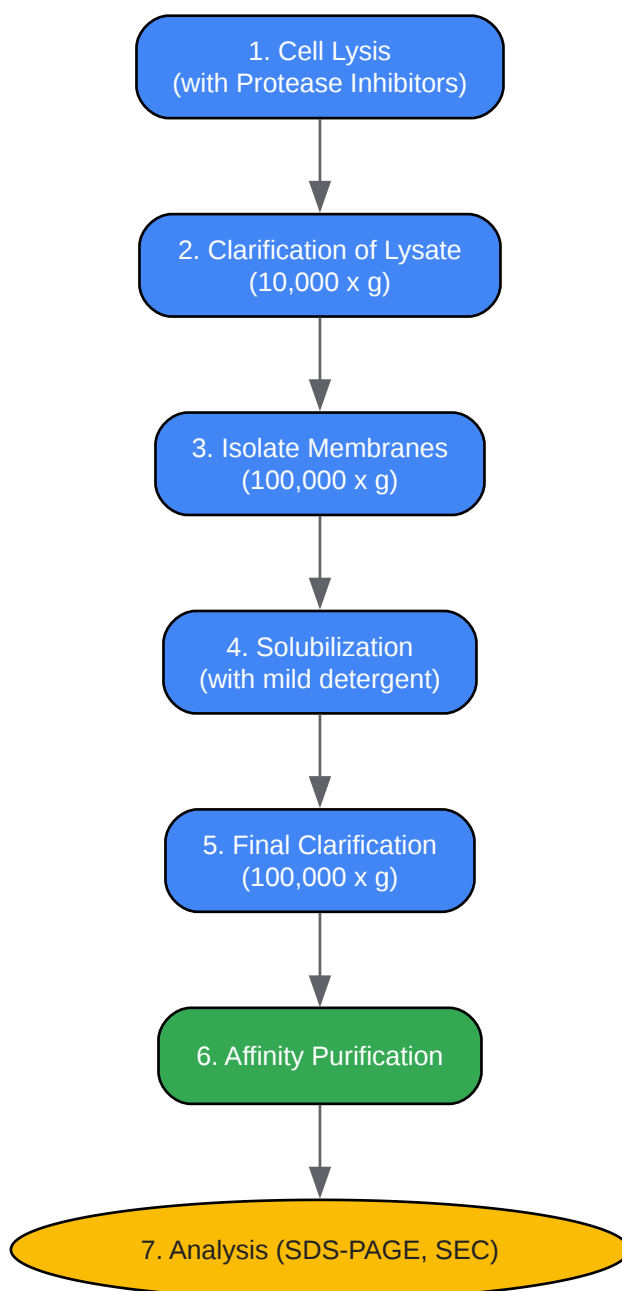 1. Cell Lysis
(with Protease Inhibitors)
2. Clarification of Lysate
(10,000 x g)
3. Isolate Membranes
(100,000 x g)
4. Solubilization
(with mild detergent)
5. Final Clarification
(100,000 x g)
6. Affinity Purification
7. Analysis (SDS-PAGE, SEC)